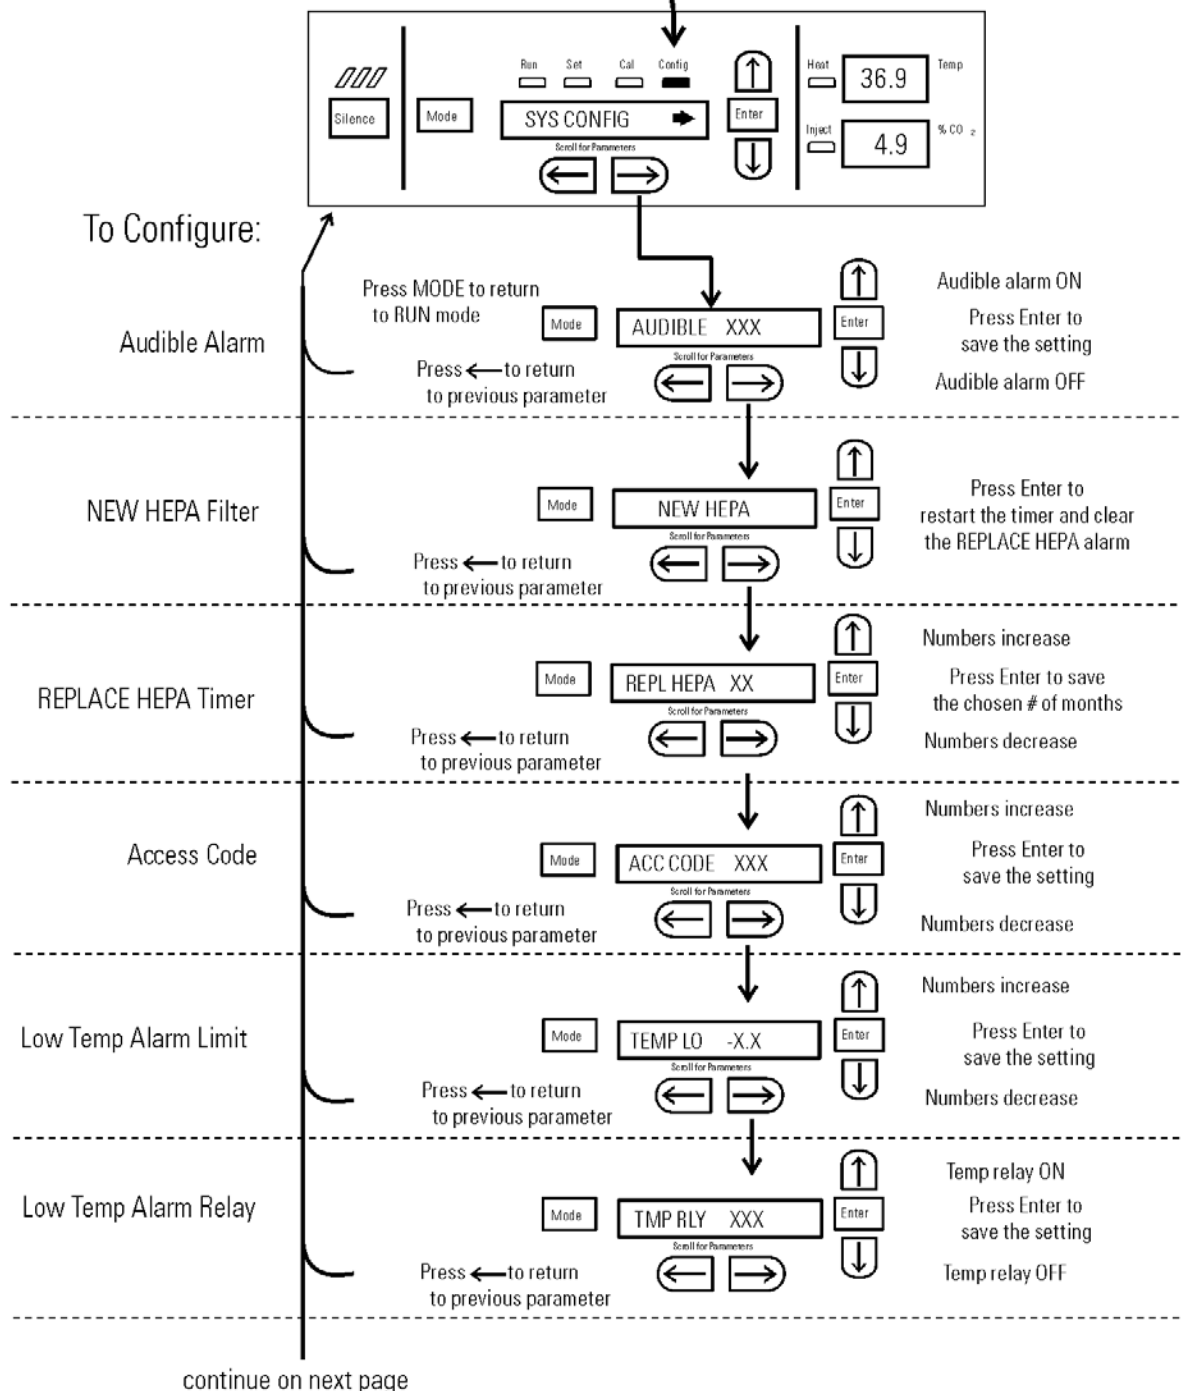 Run Set Cal Config
Heat 36.9 Temp
Silence Mode SYS CONFIG Enter
Inject 4.9 % CO 2
Scroll for Parameters
To Configure:
Audible Alarm
Press MODE to return
to RUN mode
Mode AUDIBLE XXX Enter
Scroll for Parameters
Press to return
to previous parameter
Audible alarm ON
Press Enter to
save the setting
Audible alarm OFF
NEW HEPA Filter
Mode NEW HEPA Enter
Scroll for Parameters
Press to return
to previous parameter
Press Enter to
restart the timer and clear
the REPLACE HEPA alarm
REPLACE HEPA Timer
Mode REPL HEPA XX Enter
Scroll for Parameters
Press to return
to previous parameter
Numbers increase
Press Enter to save
the chosen # of months
Numbers decrease
Access Code
Mode ACC CODE XXX Enter
Scroll for Parameters
Press to return
to previous parameter
Numbers increase
Press Enter to
save the setting
Numbers decrease
Low Temp Alarm Limit
Mode TEMP LO -X.X Enter
Scroll for Parameters
Press to return
to previous parameter
Numbers increase
Press Enter to
save the setting
Numbers decrease
Low Temp Alarm Relay
Mode TMP RLY XXX Enter
Scroll for Parameters
Press to return
to previous parameter
Temp relay ON
Press Enter to
save the setting
Temp relay OFF
continue on next page